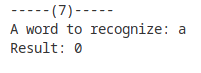 -----(7)-----
A word to recognize: a
Result: 0